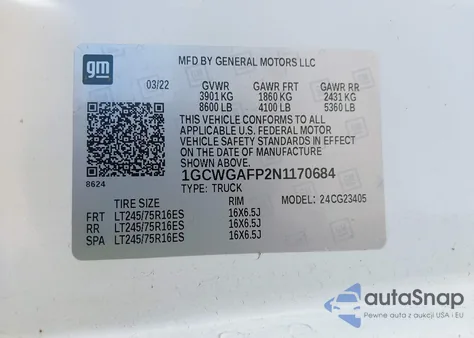 gm
MFD BY GENERAL MOTORS LLC
03/22 GVWR GAWR FRT GAWR RR
3901 KG 1860 KG 2431 KG
8600 LB 4100 LB 5360 LB
THIS VEHICLE CONFORMS TO ALL
APPLICABLE U.S. FEDERAL MOTOR
VEHICLE SAFETY STANDARDS IN EFFECT
ON THE DATE OF MANUFACTURE
SHOWN ABOVE.
8624
1GCWGAFP2N1170684
TYPE: TRUCK MODEL: 24CG23405
TIRE SIZE RIM
FRT LT245/75R16ES 16X6.5J
RR LT245/75R16ES 16X6.5J
SPA LT245/75R16ES 16X6.5J
autoSnap
Pewne auta z aukcji USA i EU